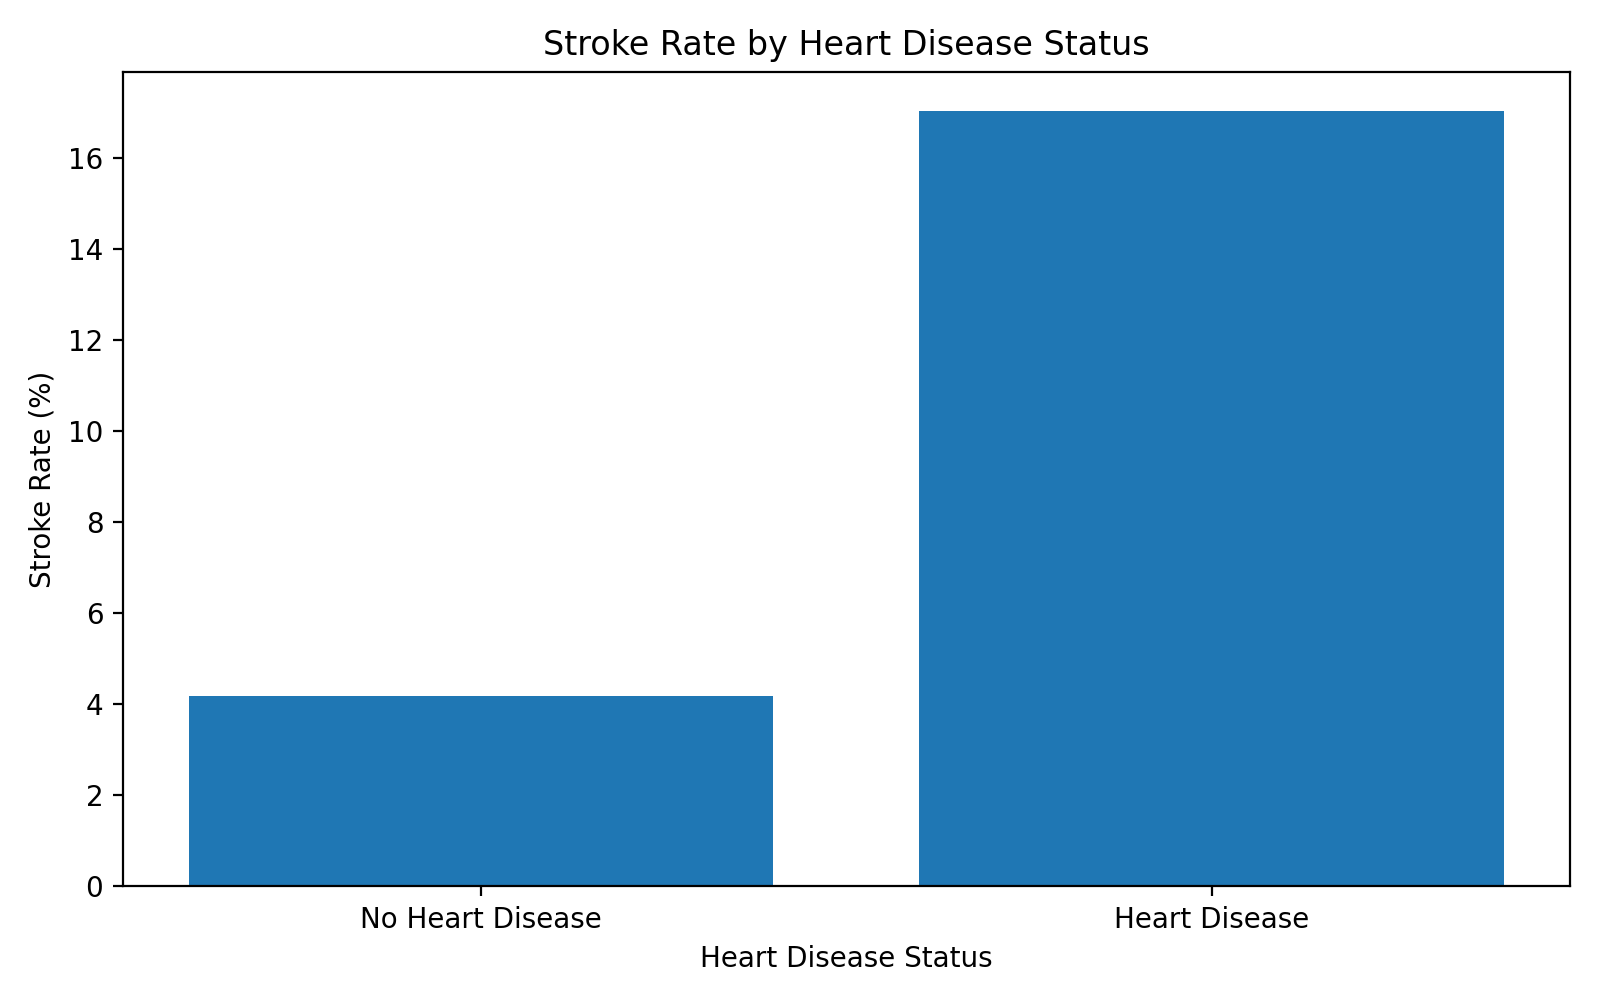 Stroke Rate by Heart Disease Status
Stroke Rate (%)
16
14
12
10
8
6
4
2
0
No Heart Disease
Heart Disease
Heart Disease Status